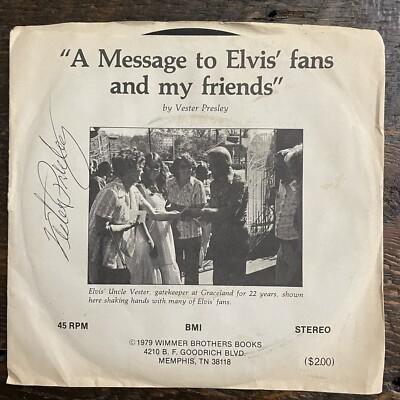 "A Message to Elvis' fans
and my friends"
by Vester Presley
Vester Presley
Elvis' Uncle Vester, gatekeeper at Graceland for 22 years, shown
here shaking hands with many of Elvis' fans.
45 RPM BMI STEREO
©1979 WIMMER BROTHERS BOOKS
4210 B. F. GOODRICH BLVD.
MEMPHIS, TN 38118 ($2.00)